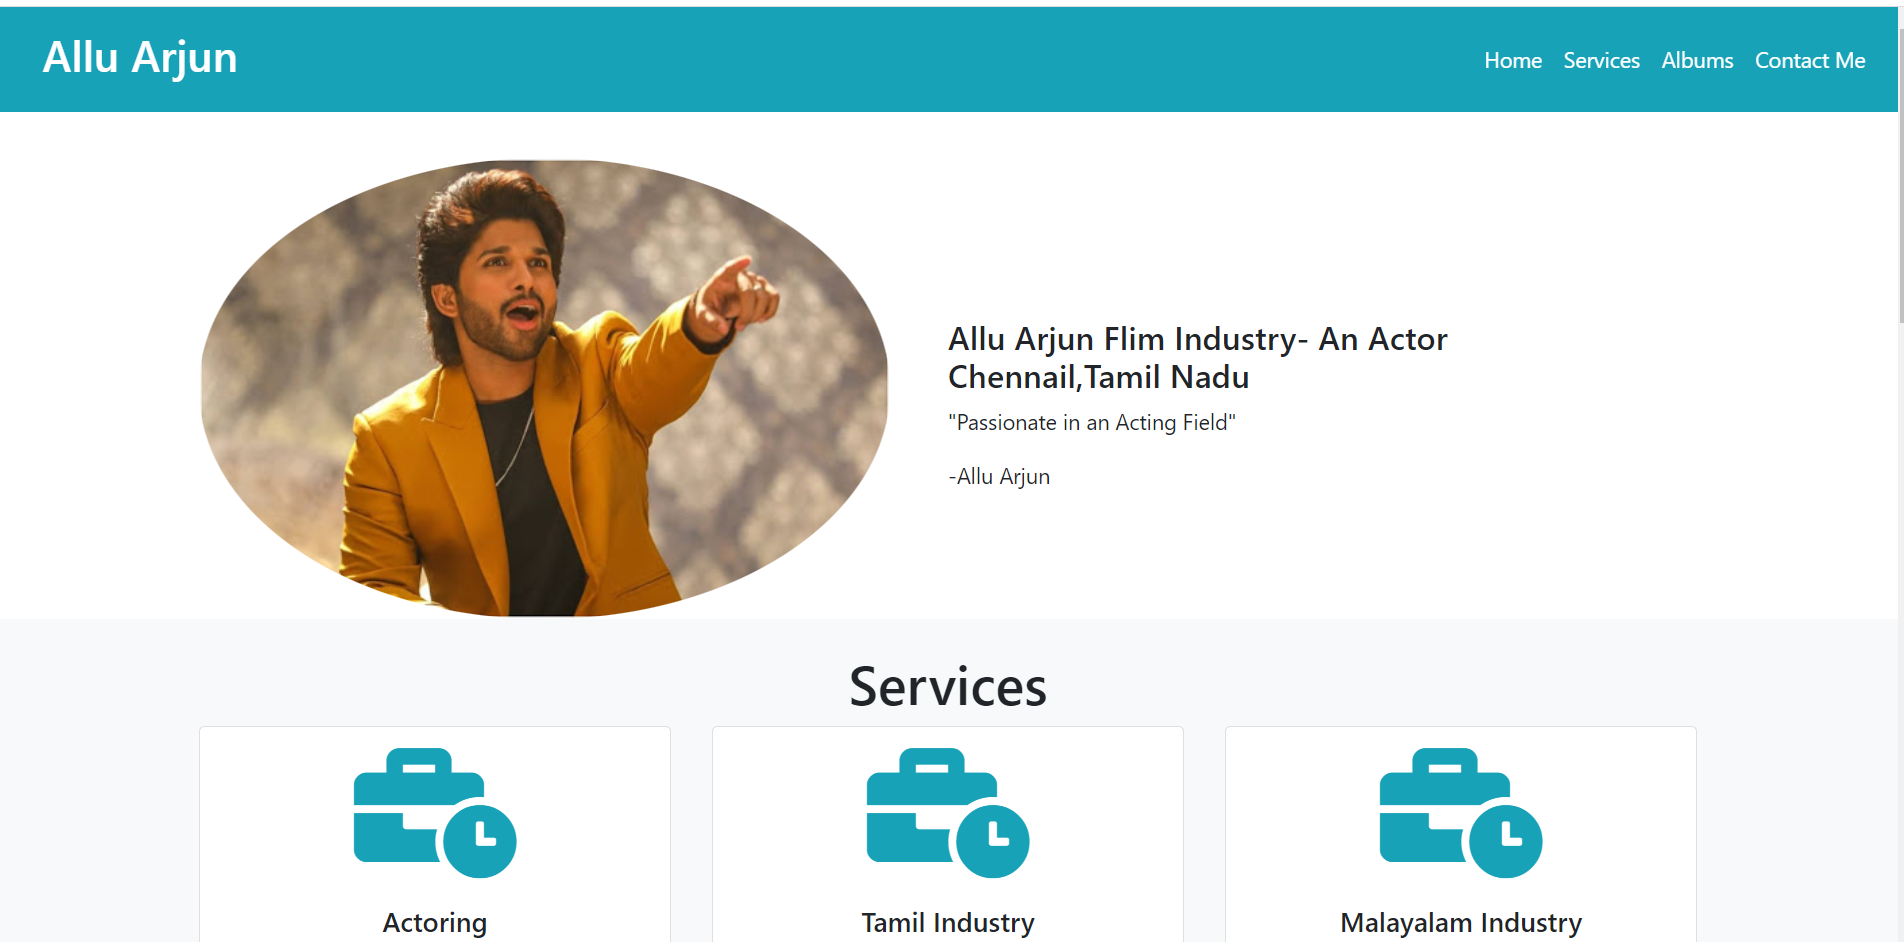 Allu Arjun
Home Services Albums Contact Me
Allu Arjun Flim Industry- An Actor
Chennail,Tamil Nadu
"Passionate in an Acting Field"
-Allu Arjun
Services
Actoring
Tamil Industry
Malayalam Industry